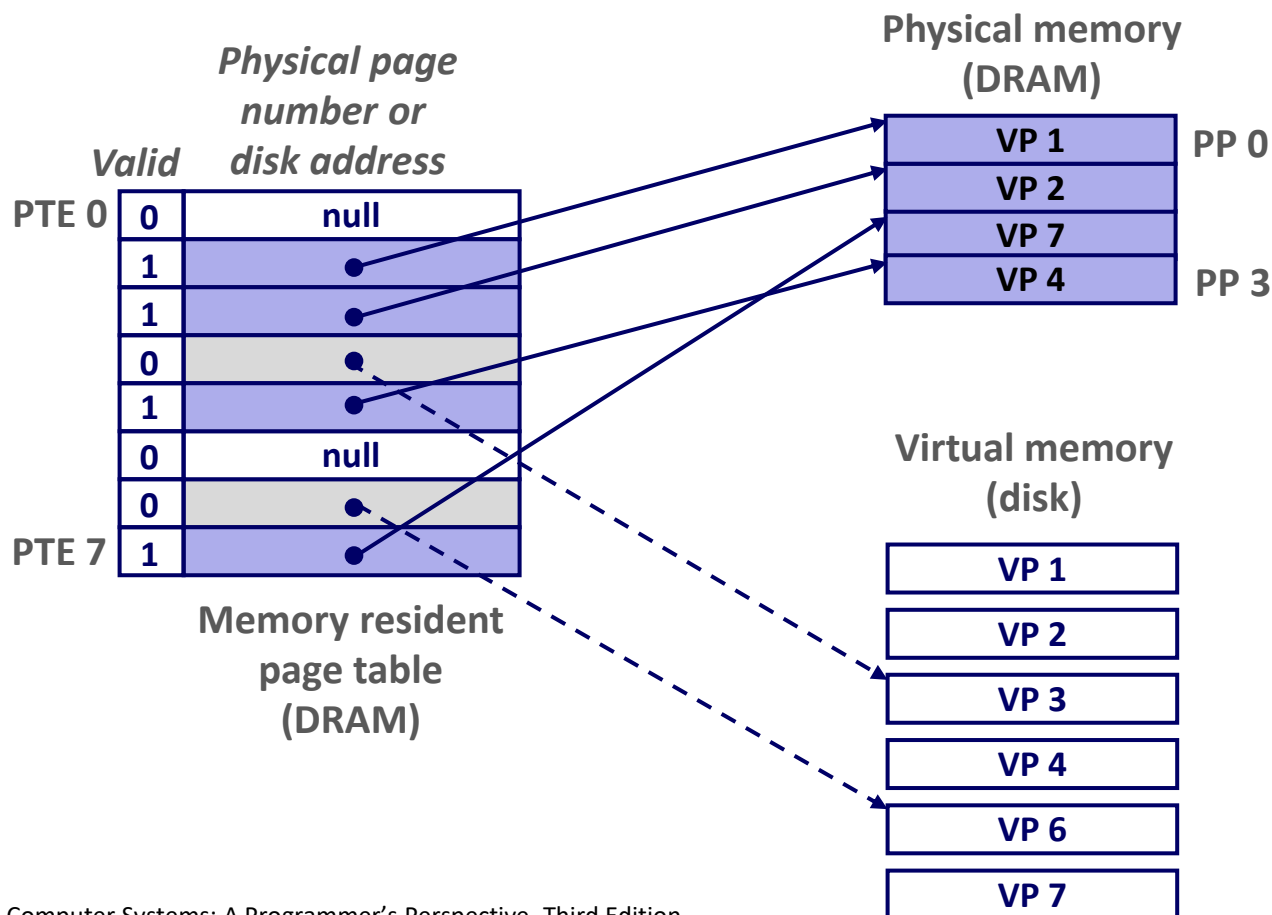 Physical memory
(DRAM)
Physical page
number or
disk address
Valid
PTE 0
0
null
1
1
0
1
0
null
0
PTE 7
1
Memory resident
page table
(DRAM)
VP 1
PP 0
VP 2
VP 7
VP 4
PP 3
Virtual memory
(disk)
VP 1
VP 2
VP 3
VP 4
VP 6
VP 7